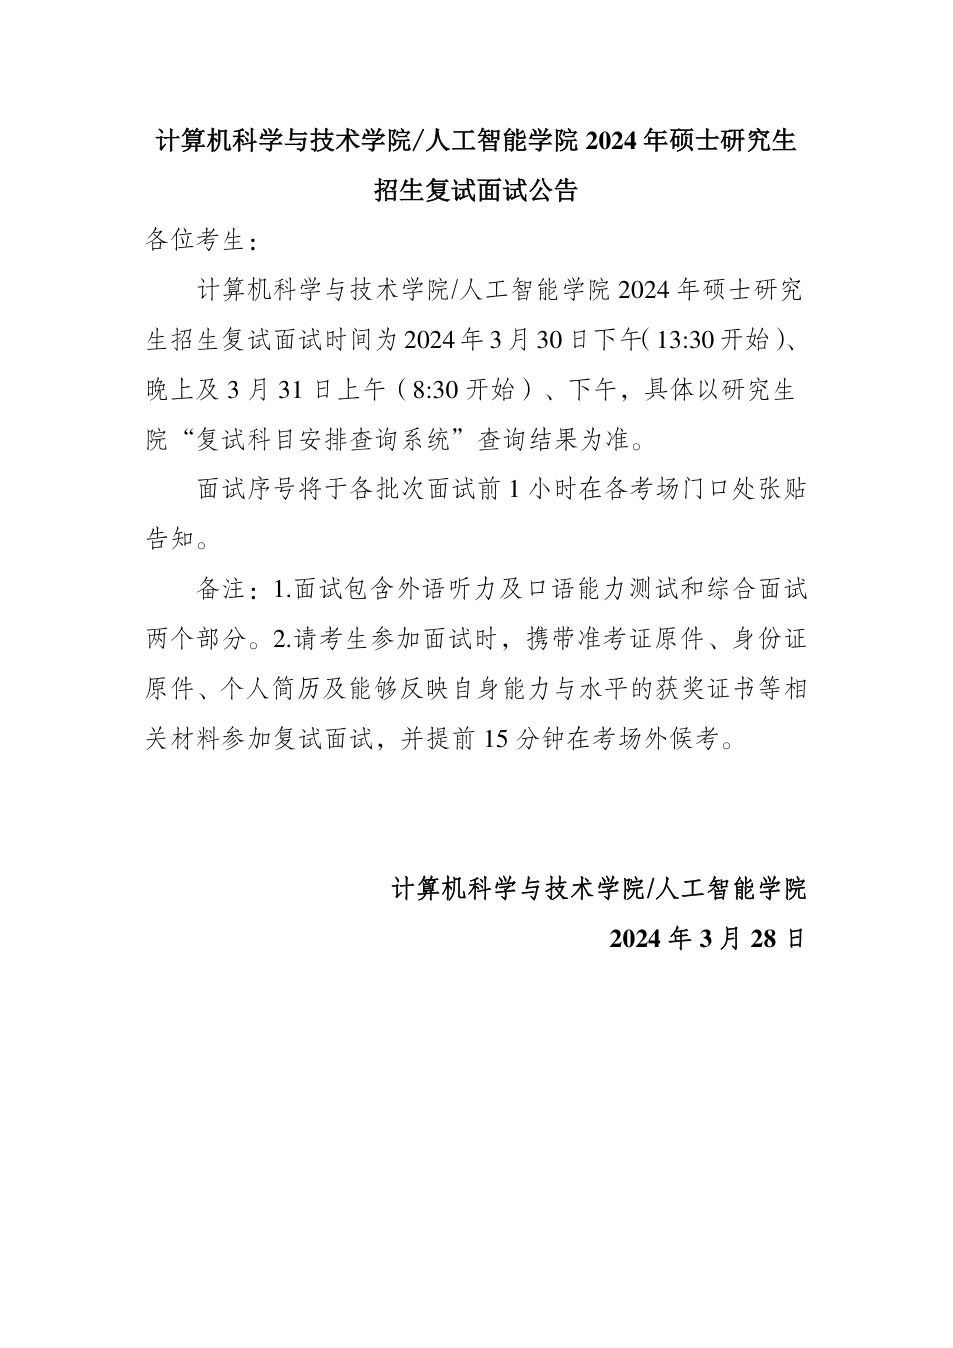 计算机科学与技术学院/人工智能学院 2024 年硕士研究生
招生复试面试公告
各位考生：
计算机科学与技术学院/人工智能学院 2024 年硕士研究
生招生复试面试时间为 2024 年 3 月 30 日下午（13:30 开始）、
晚上及 3 月 31 日上午（8:30 开始）、下午，具体以研究生
院“复试科目安排查询系统”查询结果为准。
面试序号将于各批次面试前 1 小时在各考场门口处张贴
告知。
备注：1.面试包含外语听力及口语能力测试和综合面试
两个部分。2.请考生参加面试时，携带准考证原件、身份证
原件、个人简历及能够反映自身能力与水平的获奖证书等相
关材料参加复试面试，并提前 15 分钟在考场外候考。
计算机科学与技术学院/人工智能学院
2024 年 3 月 28 日